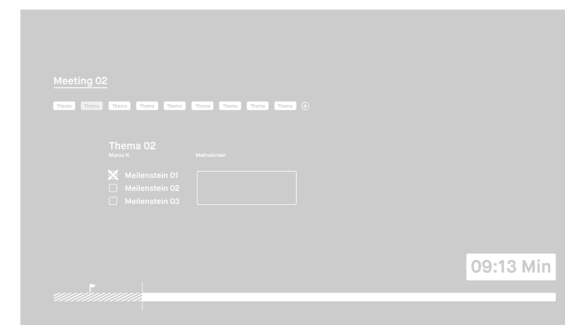 Meeting 02
Thema Thema Thema Thema Thema Thema Thema Thema Thema
Thema 02
Marco H Maßnahmen
Meilenstein 01
Meilenstein 02
Meilenstein 03
09:13 Min